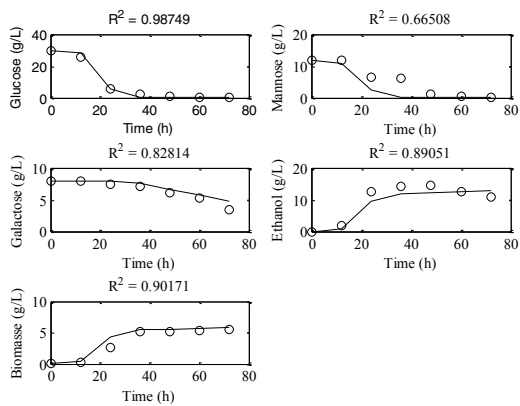 R² = 0.98749
Glucose (g/L)
40
20
0
0 20 40 60 80
Time (h)
R² = 0.66508
Mannose (g/L)
20
10
0
0 20 40 60 80
Time (h)
R² = 0.82814
Galactose (g/L)
10
5
0
0 20 40 60 80
Time (h)
R² = 0.89051
Ethanol (g/L)
20
10
0
0 20 40 60 80
Time (h)
R² = 0.90171
Biomasse (g/L)
10
5
0
0 20 40 60 80
Time (h)